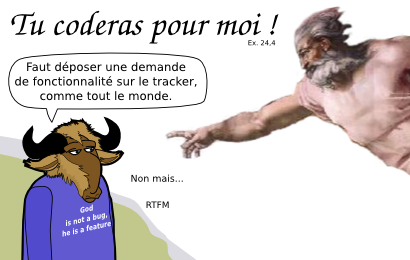 Tu coderas pour moi !
Ex. 24,4
Faut déposer une demande
de fonctionnalité sur le tracker,
comme tout le monde.
Non mais...
RTFM
God
is not a bug,
he is a feature